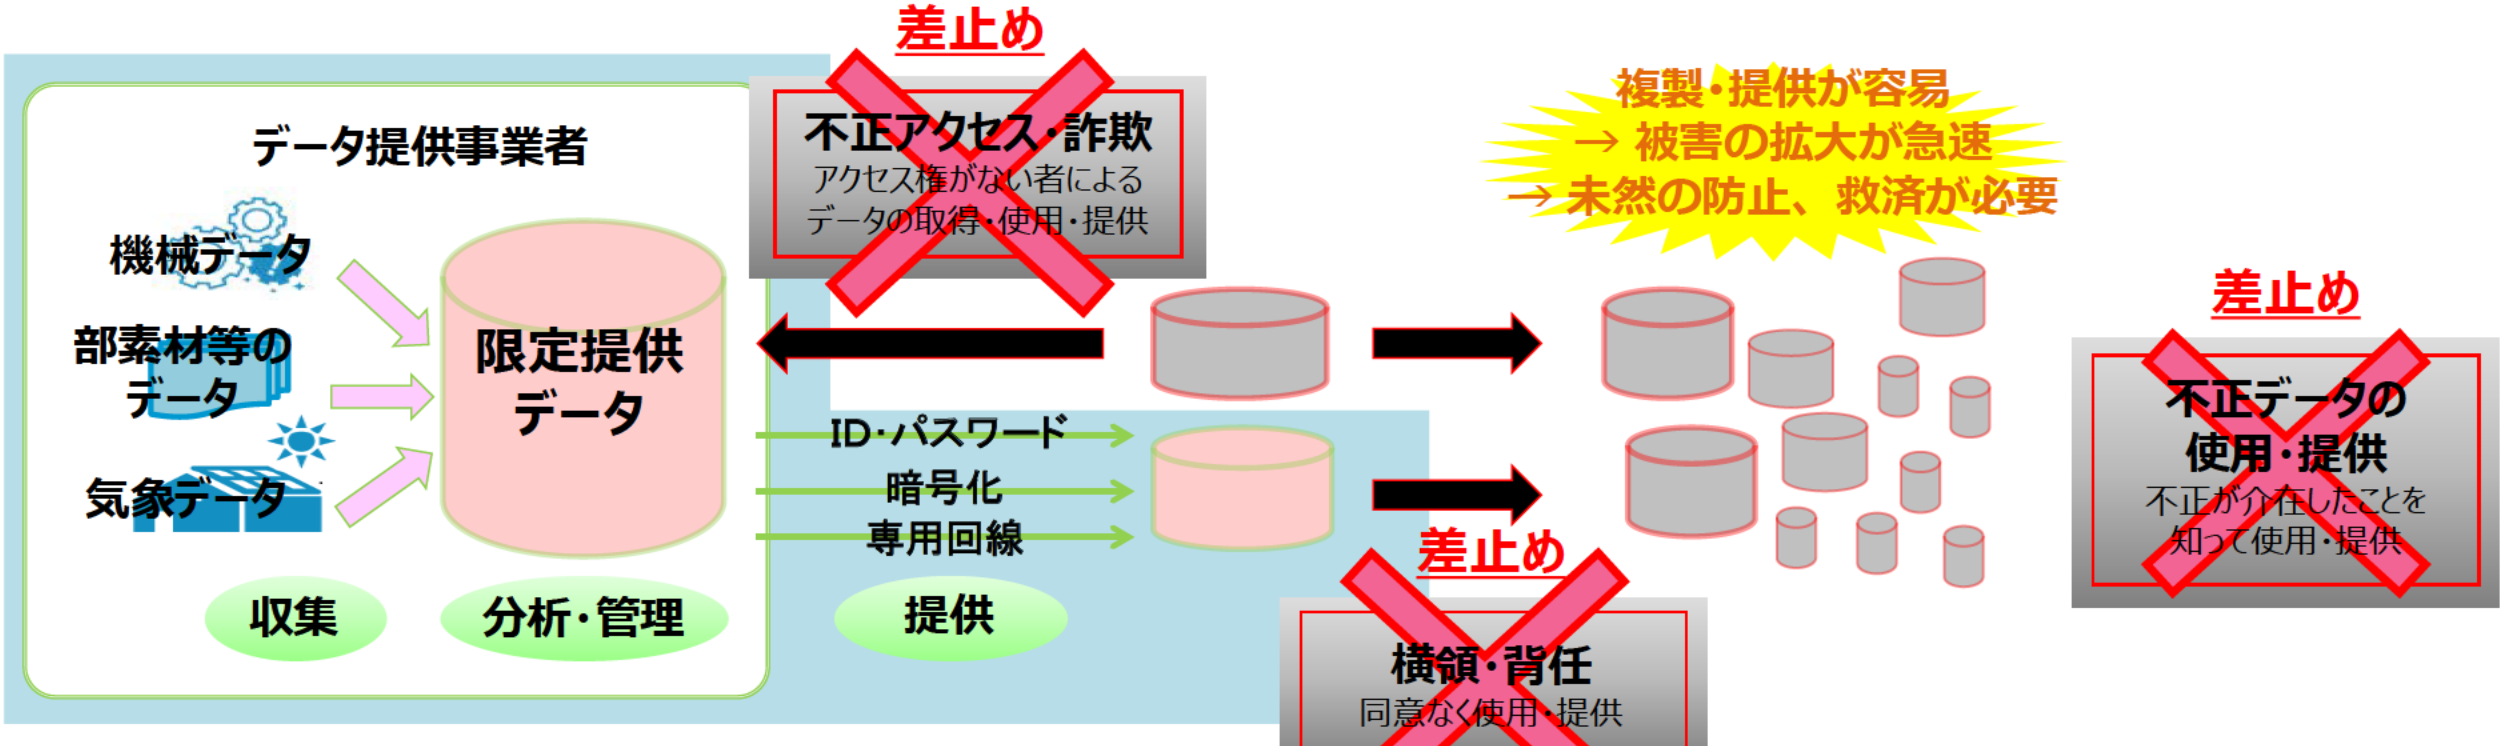 差止め
不正アクセス・詐欺
アクセス権がない者による
データの取得・使用・提供
データ提供事業者
機械データ
部素材等の
データ
気象データ
限定提供
データ
収集
分析・管理
ID・パスワード
暗号化
専用回線
提供
複製・提供が容易
→ 被害の拡大が急速
→ 未然の防止、救済が必要
差止め
横領・背任
同意なく使用・提供
差止め
不正データの
使用・提供
不正が介在したことを
知って使用・提供